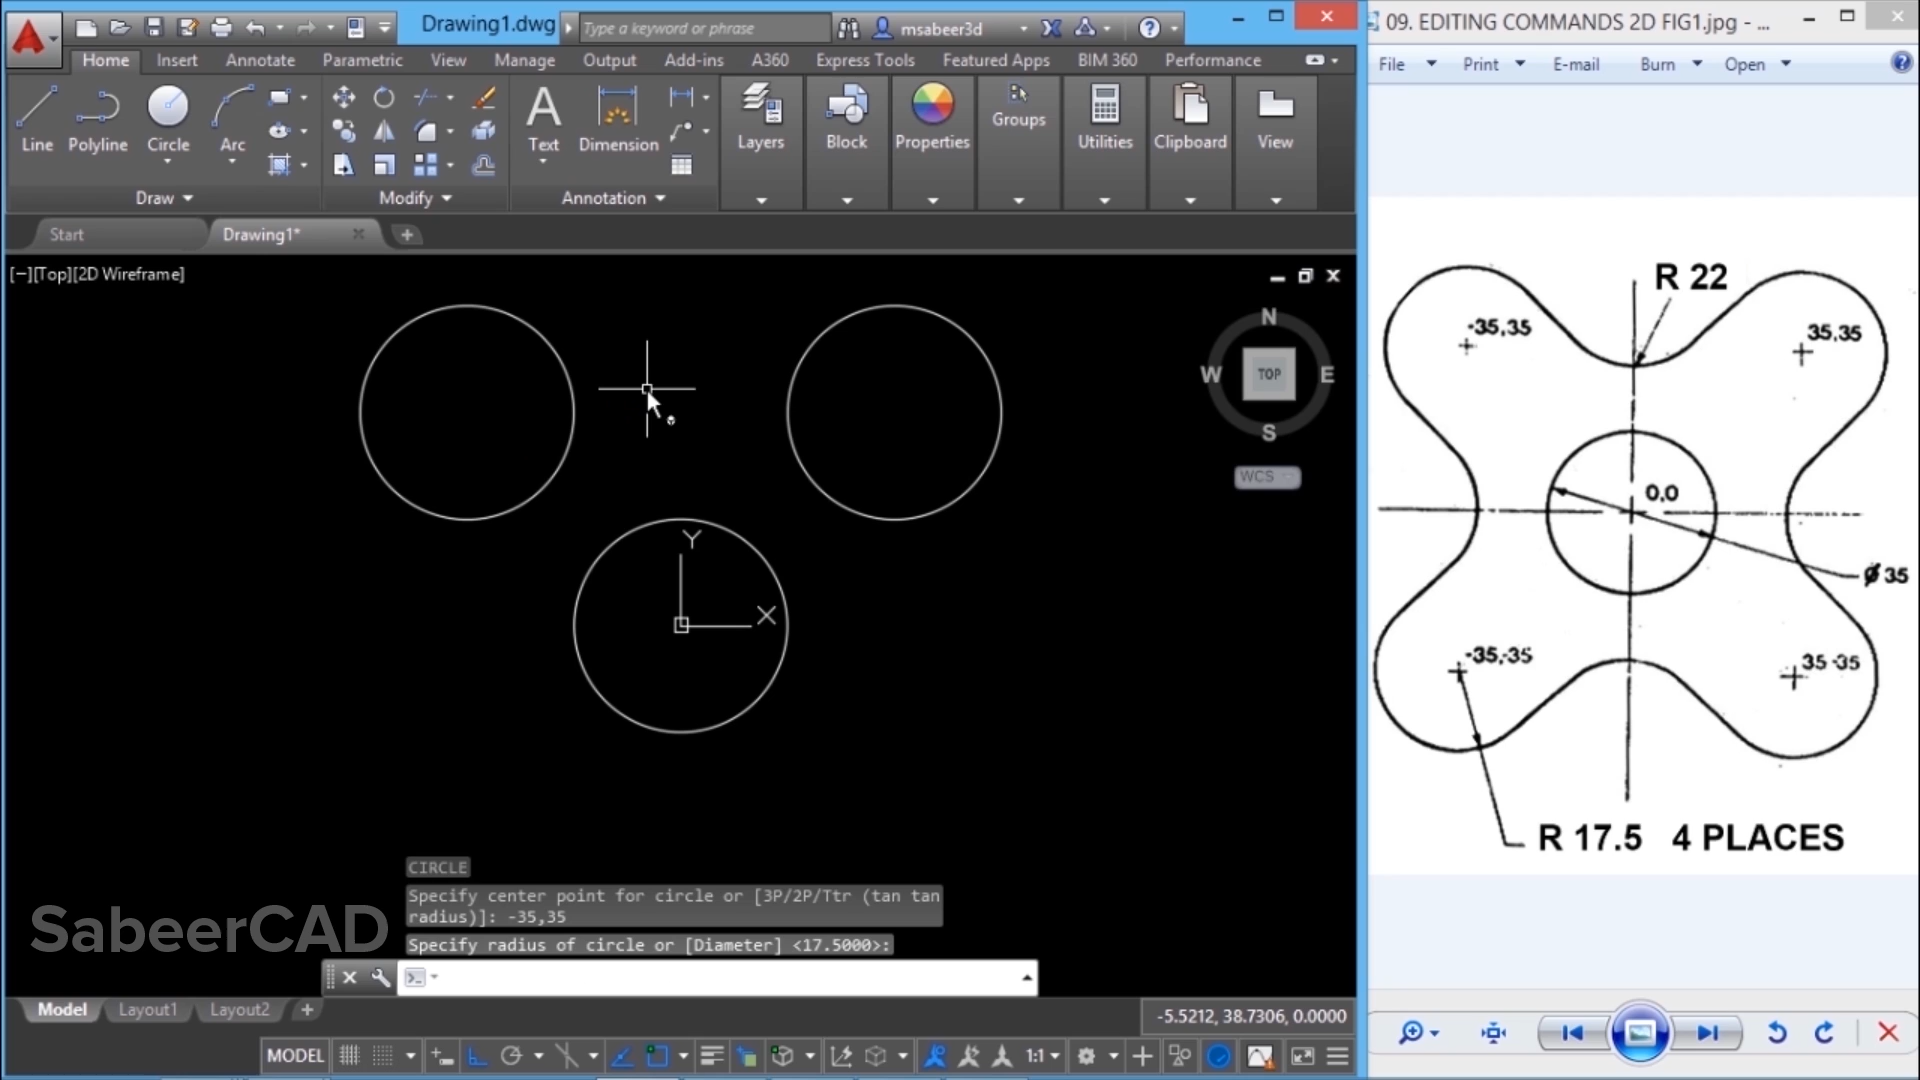 Drawing1.dwg
Type a keyword or phrase
msabeer3d
Home Insert Annotate Parametric View Manage Output Add-ins A360 Express Tools Featured Apps BIM 360 Performance
Line Polyline Circle Arc
Text Dimension
Layers Block Properties Groups Utilities Clipboard View
Draw Modify Annotation
Start Drawing1*
[−][Top][2D Wireframe]
N
W TOP E
S
WCS
Y
X
CIRCLE
Specify center point for circle or [3P/2P/Ttr (tan tan
radius)]: -35,35
Specify radius of circle or [Diameter] <17.5000>:
SabeerCAD
Model Layout1 Layout2
-5.5212, 38.7306, 0.0000
MODEL 1:1
09. EDITING COMMANDS 2D FIG1.jpg - ...
File Print E-mail Burn Open
R 22
-35,35
35,35
0,0
Ø 35
-35,-35
35 -35
R 17.5 4 PLACES